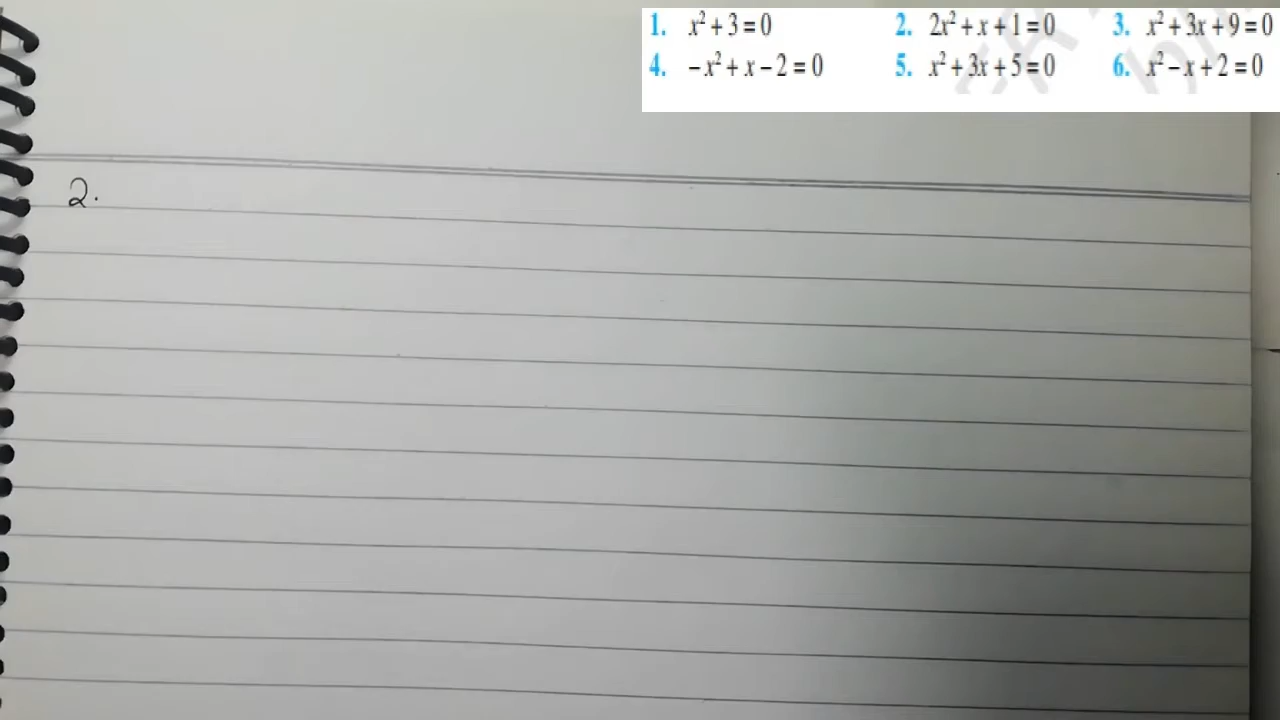 1. x² + 3 = 0 2. 2x² + x + 1 = 0 3. x² + 3x + 9 = 0
4. -x² + x - 2 = 0 5. x² + 3x + 5 = 0 6. x² - x + 2 = 0
2.